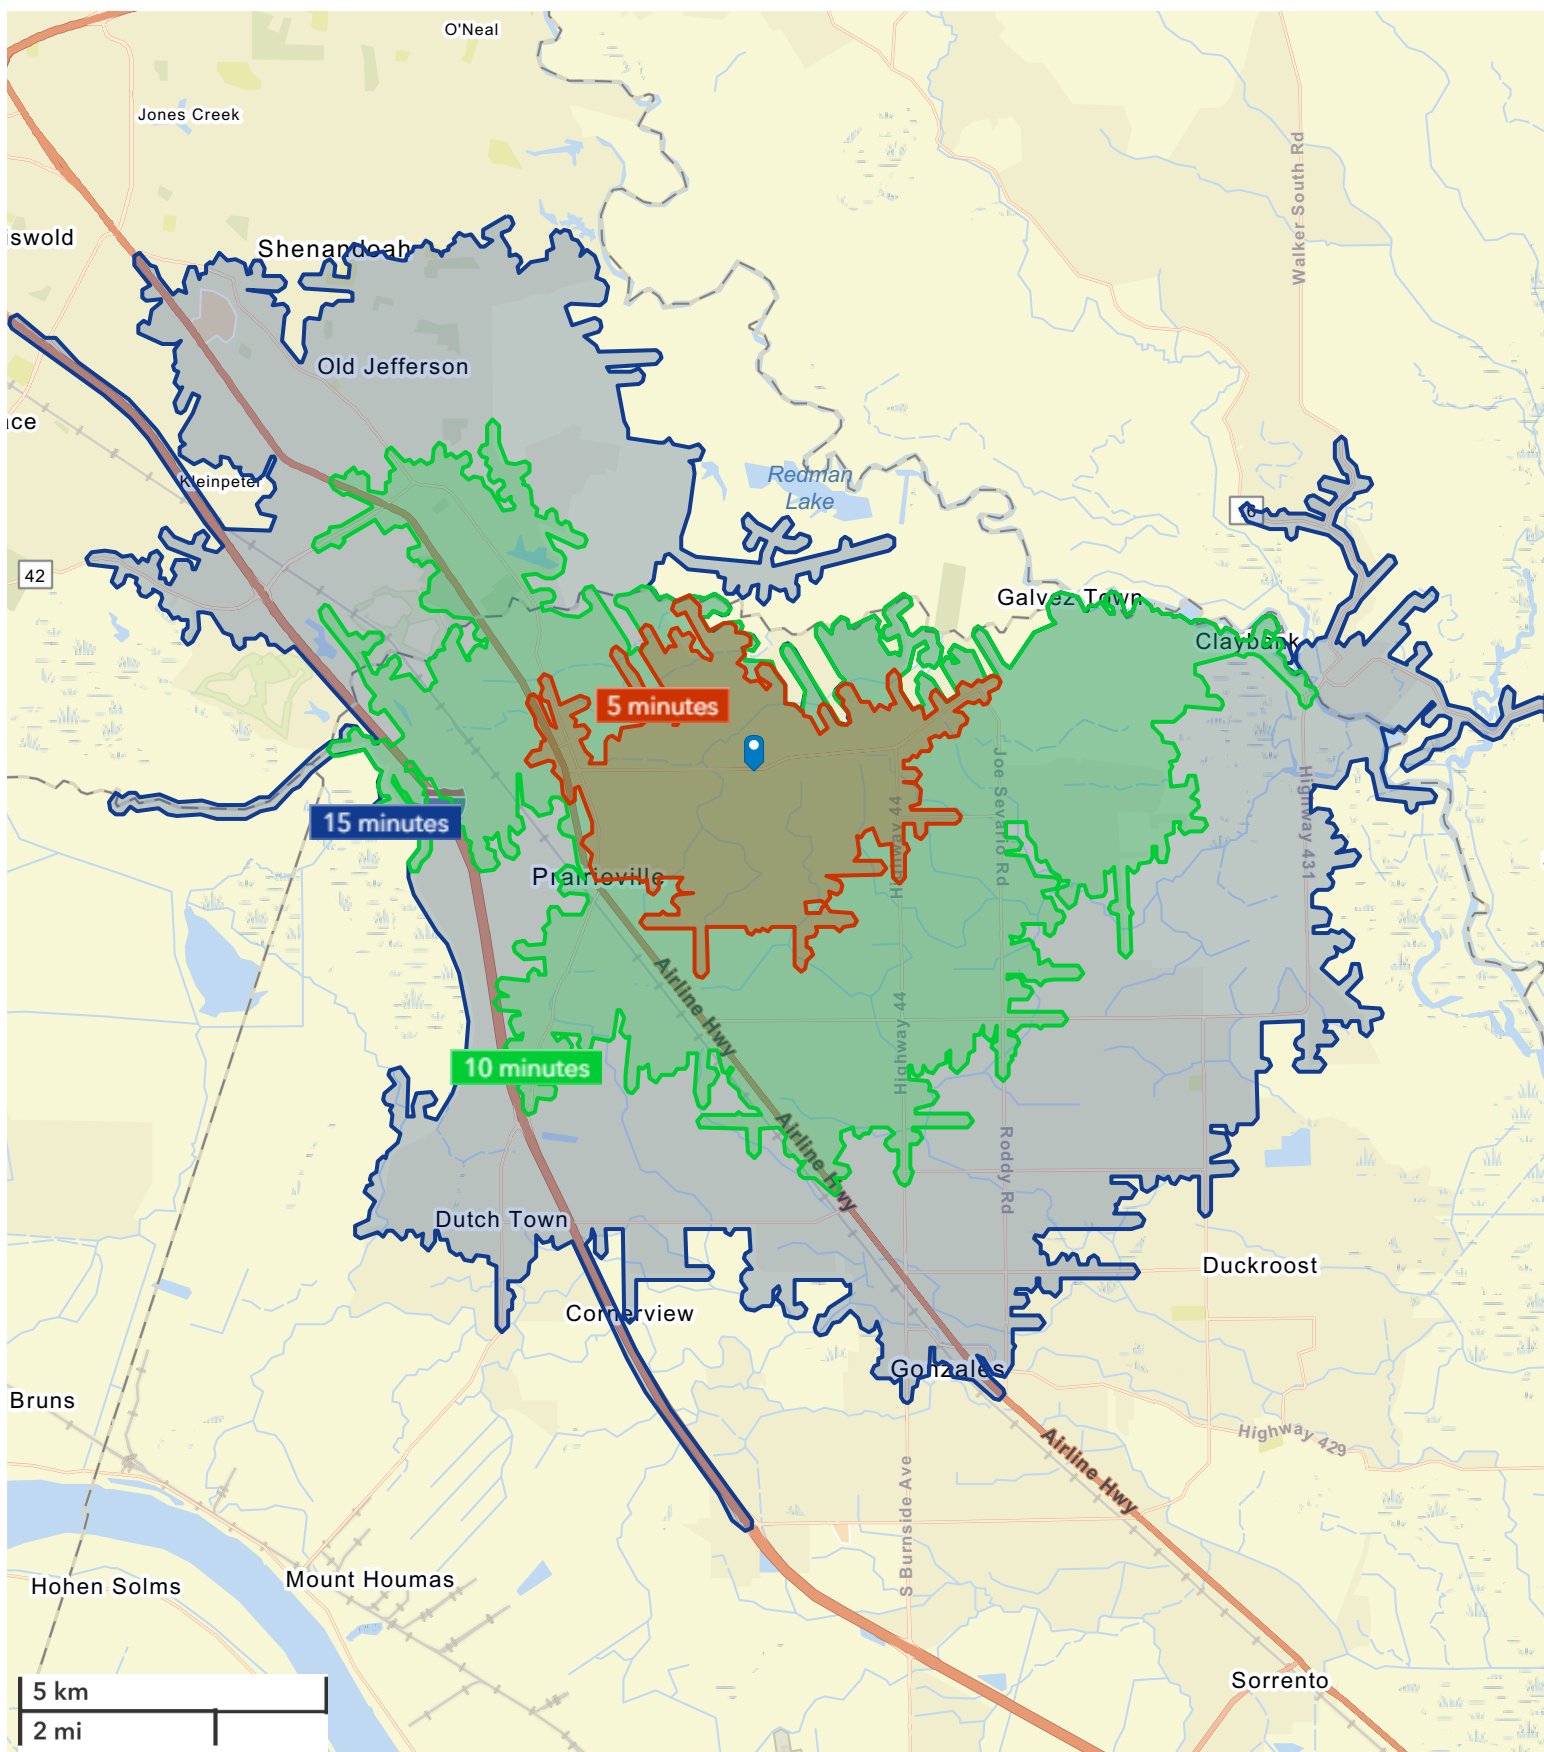 O'Neal
Jones Creek
Walker South Rd
iswold
Shenandoah
Old Jefferson
ace
Kleinpeter
Redman
Lake
6
42
Galvez Town
Claybank
5 minutes
Joe Sevario Rd
Highway 431
Highway 44
15 minutes
Prairieville
Airline Hwy
Highway 44
10 minutes
Airline Hwy
Roddy Rd
Dutch Town
Duckroost
Cornerview
Gonzales
Bruns
Airline Hwy
Highway 429
S Burnside Ave
Hohen Solms
Mount Houmas
Sorrento
5 km
2 mi